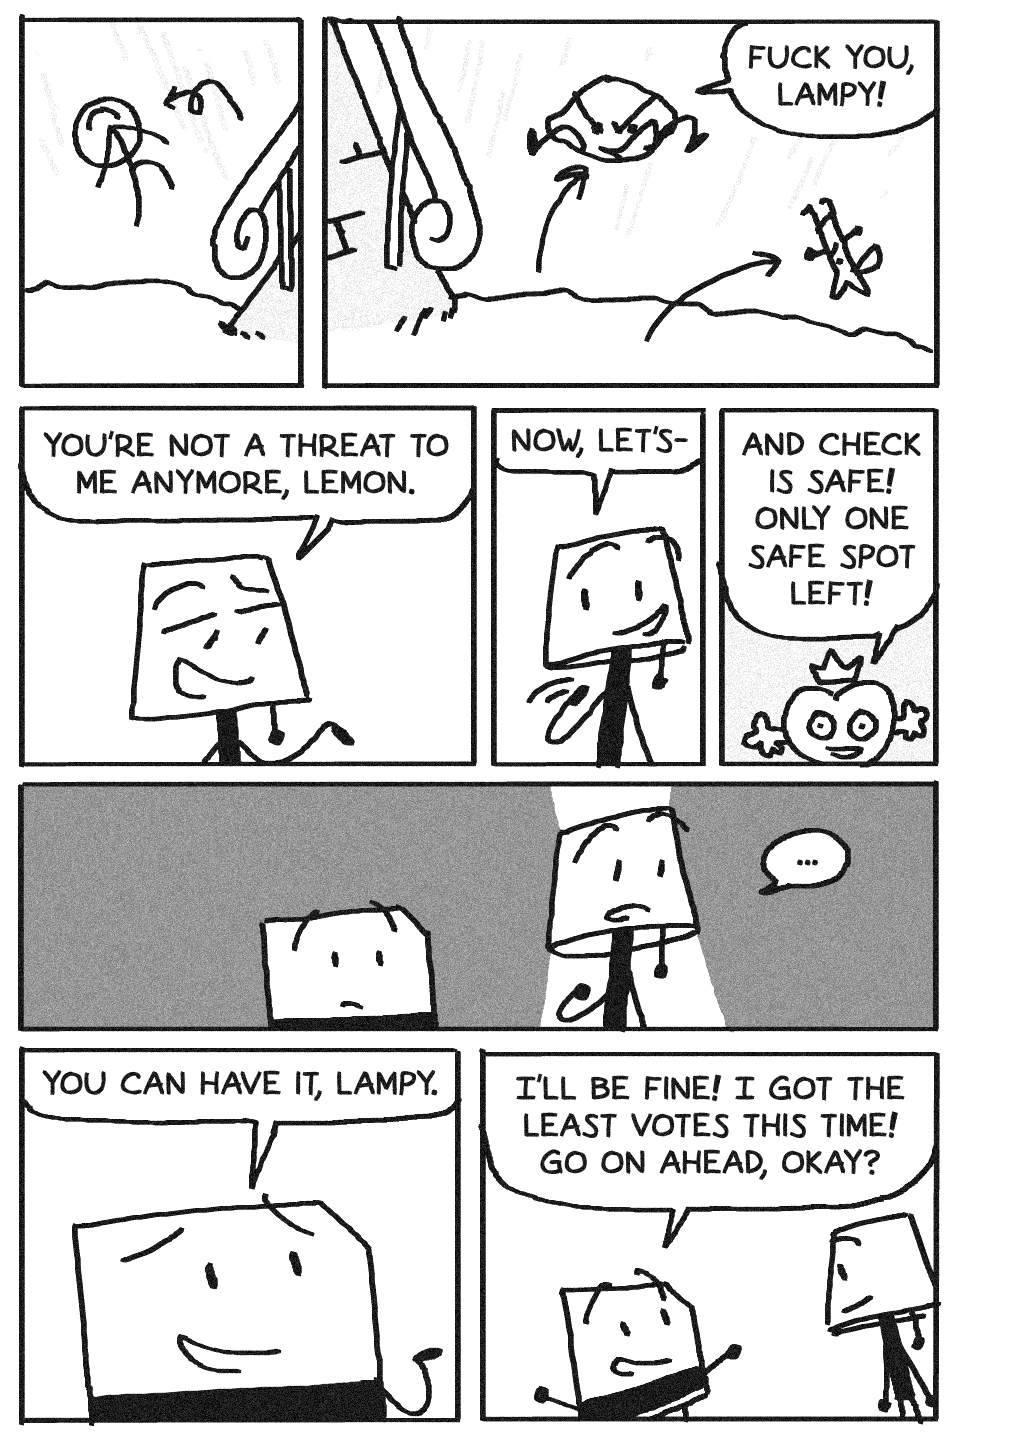 FUCK YOU,
LAMPY!
YOU'RE NOT A THREAT TO
ME ANYMORE, LEMON.
NOW, LET'S-
AND CHECK
IS SAFE!
ONLY ONE
SAFE SPOT
LEFT!
...
YOU CAN HAVE IT, LAMPY.
I'LL BE FINE! I GOT THE
LEAST VOTES THIS TIME!
GO ON AHEAD, OKAY?